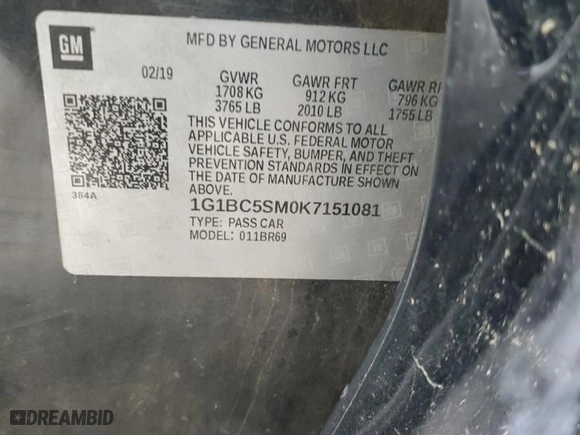 GM
MFD BY GENERAL MOTORS LLC
02/19
GVWR
1708 KG
3765 LB
GAWR FRT
912 KG
2010 LB
GAWR
796 KG
1755 LB
THIS VEHICLE CONFORMS TO ALL
APPLICABLE U.S. FEDERAL MOTOR
VEHICLE SAFETY, BUMPER, AND THEFT
PREVENTION STANDARDS IN EFFECT ON
THE DATE OF MANUFACTURE SHOWN
ABOVE.
384A
1G1BC5SM0K7151081
TYPE: PASS CAR
MODEL: 011BR69
DREAMBID